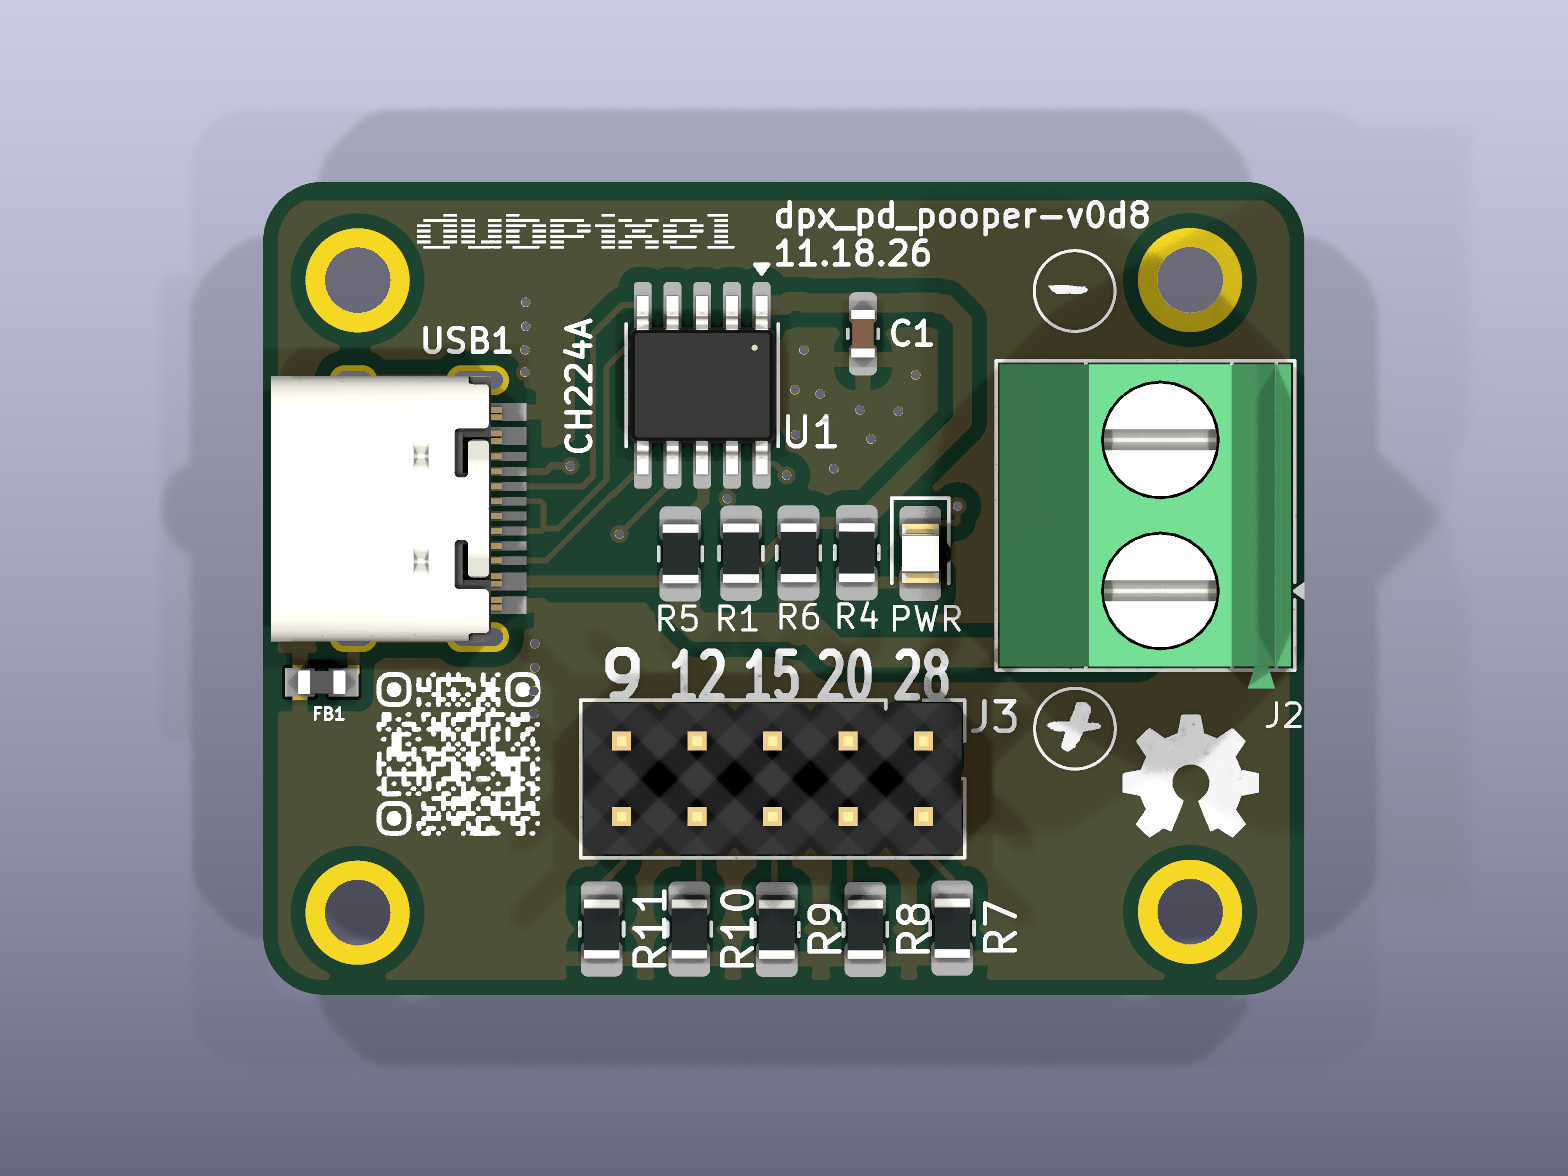 dubpixel
dpx_pd_pooper-v0d8
11.18.26
USB1
CH224A
C1
U1
R5 R1 R6 R4 PWR
9 12 15 20 28
FB1
J3
J2
R11 R10 R9 R8 R7